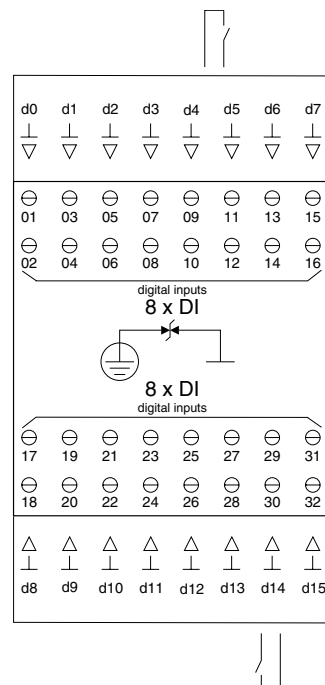 d0 d1 d2 d3 d4 d5 d6 d7
01 03 05 07 09 11 13 15
02 04 06 08 10 12 14 16
digital inputs
8 x DI
8 x DI
digital inputs
17 19 21 23 25 27 29 31
18 20 22 24 26 28 30 32
d8 d9 d10 d11 d12 d13 d14 d15